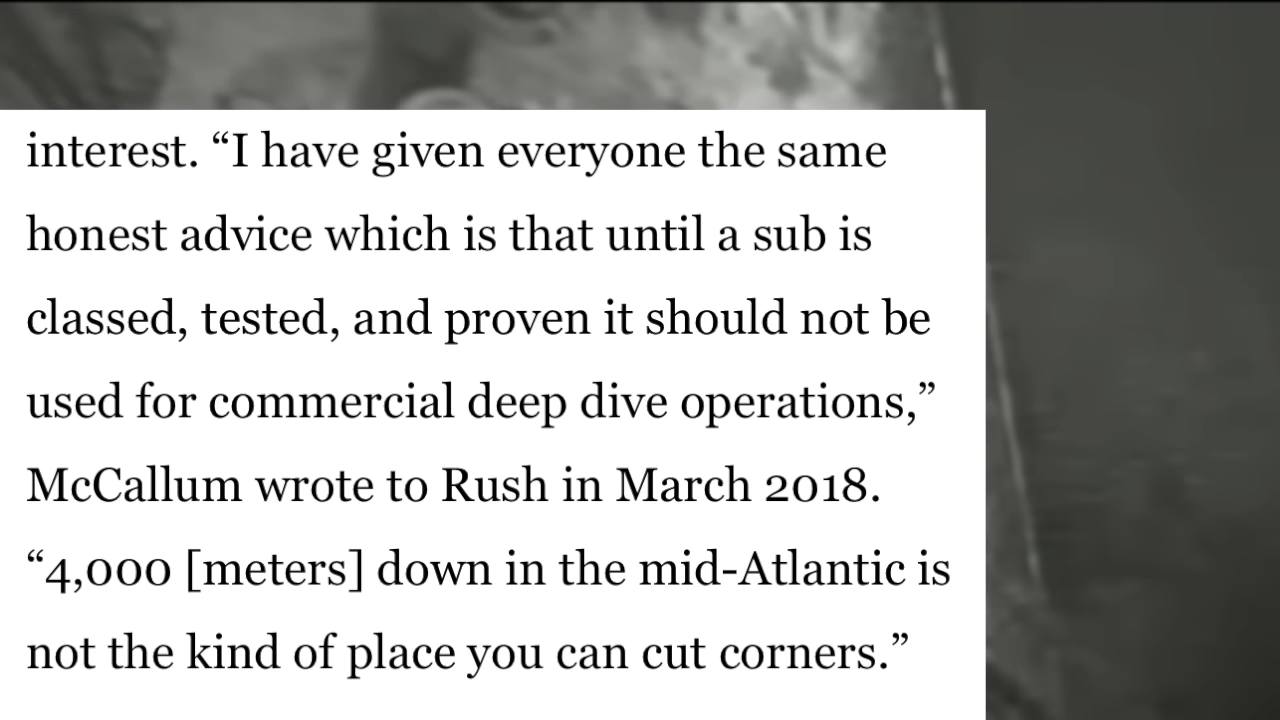 interest. “I have given everyone the same
honest advice which is that until a sub is
classed, tested, and proven it should not be
used for commercial deep dive operations,”
McCallum wrote to Rush in March 2018.
“4,000 [meters] down in the mid-Atlantic is
not the kind of place you can cut corners.”